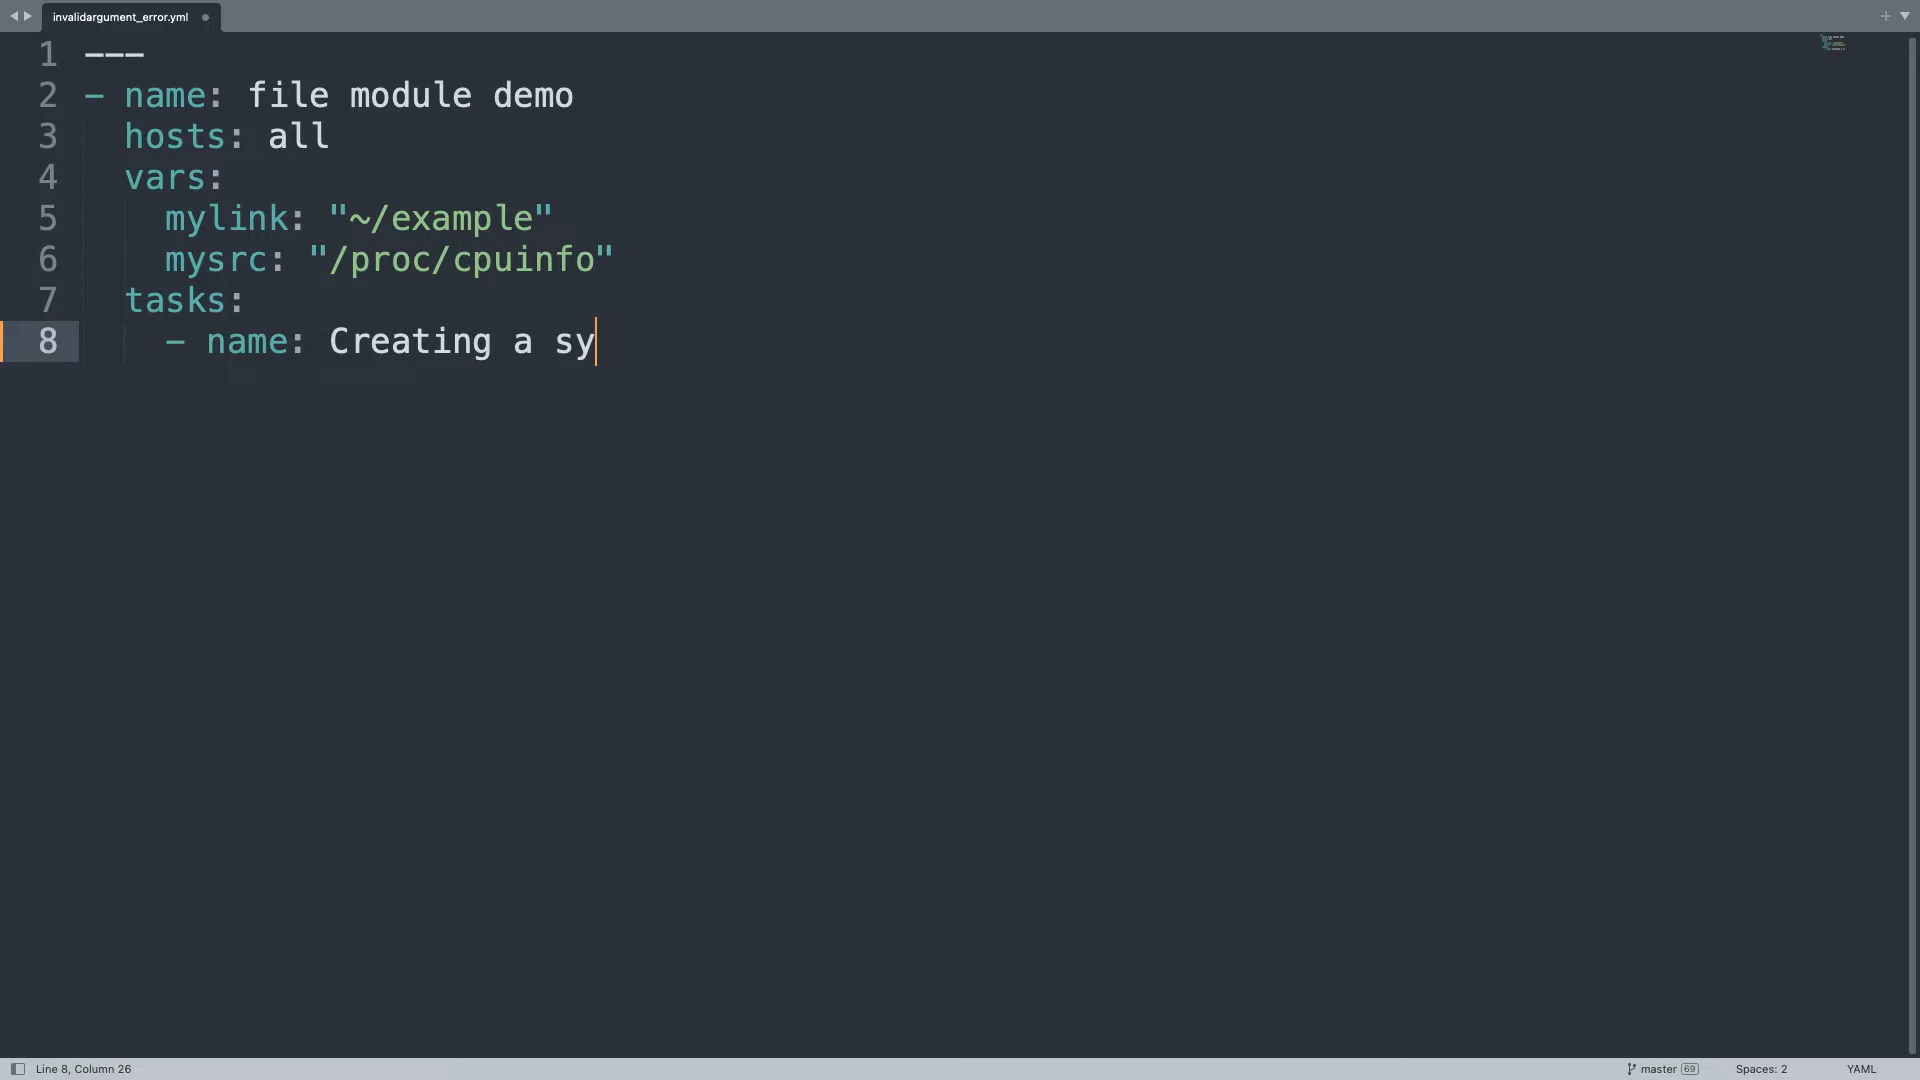 invalidargument_error.yml
1 ---
2 - name: file module demo
3 hosts: all
4 vars:
5 mylink: "~/example"
6 mysrc: "/proc/cpuinfo"
7 tasks:
8 - name: Creating a sy
Line 8, Column 26
master 69
Spaces: 2
YAML